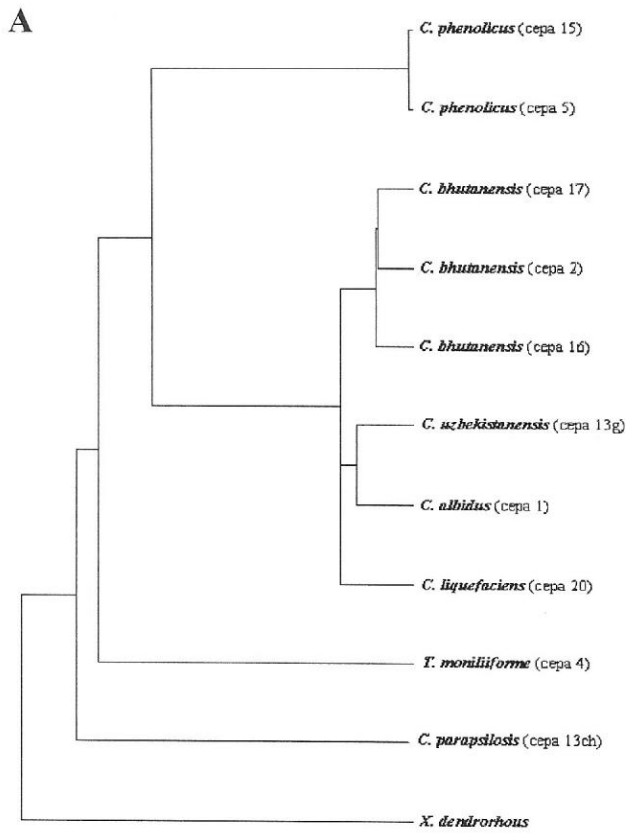 A
C. phenolicus (cepa 15)
C. phenolicus (cepa 5)
C. bhutanensis (cepa 17)
C. bhutanensis (cepa 2)
C. bhutanensis (cepa 16)
C. uzbekistanensis (cepa 13g)
C. albidus (cepa 1)
C. liquefaciens (cepa 20)
T. moniliiforme (cepa 4)
C. parapsilosis (cepa 13ch)
X. dendrorhous